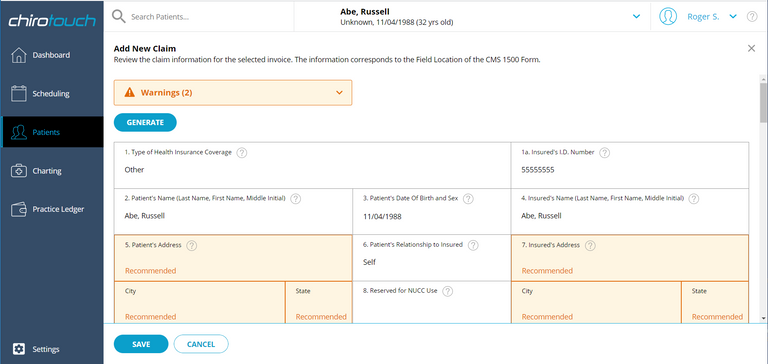 chirotouch
Search Patients...
Abe, Russell
Unknown, 11/04/1988 (32 yrs old)
Roger S.
Dashboard
Scheduling
Patients
Charting
Practice Ledger
Settings
Add New Claim
Review the claim information for the selected invoice. The information corresponds to the Field Location of the CMS 1500 Form.
Warnings (2)
GENERATE
1. Type of Health Insurance Coverage
Other
1a. Insured's I.D. Number
55555555
2. Patient's Name (Last Name, First Name, Middle Initial)
Abe, Russell
3. Patient's Date Of Birth and Sex
11/04/1988
4. Insured's Name (Last Name, First Name, Middle Initial)
Abe, Russell
5. Patient's Address
Recommended
6. Patient's Relationship to Insured
Self
7. Insured's Address
Recommended
City
Recommended
State
Recommended
8. Reserved for NUCC Use
City
Recommended
State
Recommended
SAVE
CANCEL